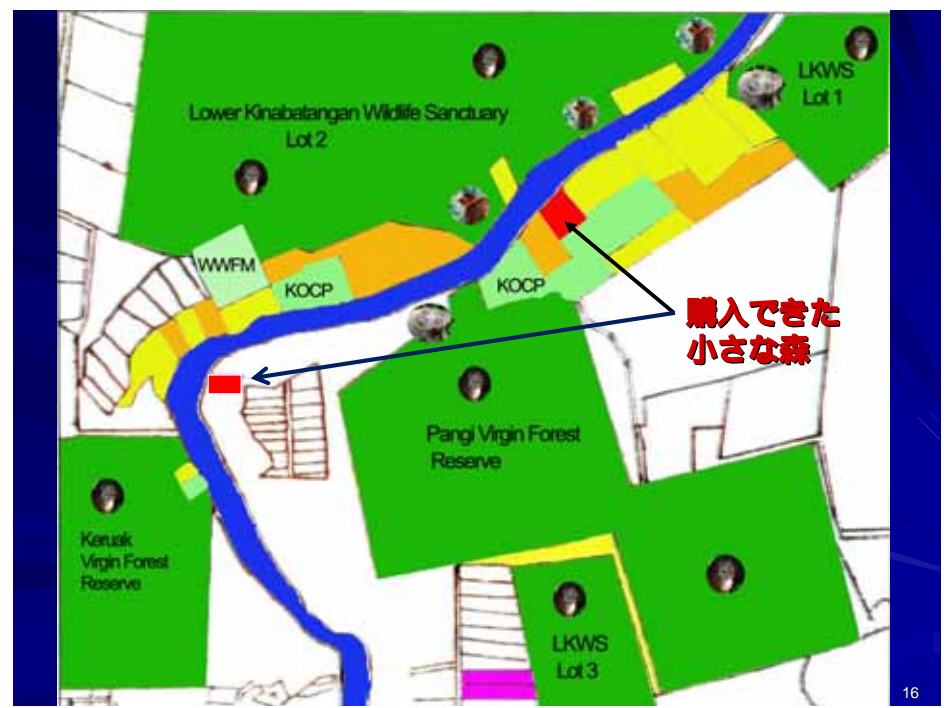 LKWS
Lot 1
Lower Kinabatangan Wildlife Sanctuary
Lot 2
WWFM
KOCP
KOCP
購入できた
小さな森
Pangi Virgin Forest
Reserve
Keruak
Virgin Forest
Reserve
LKWS
Lot 3
16